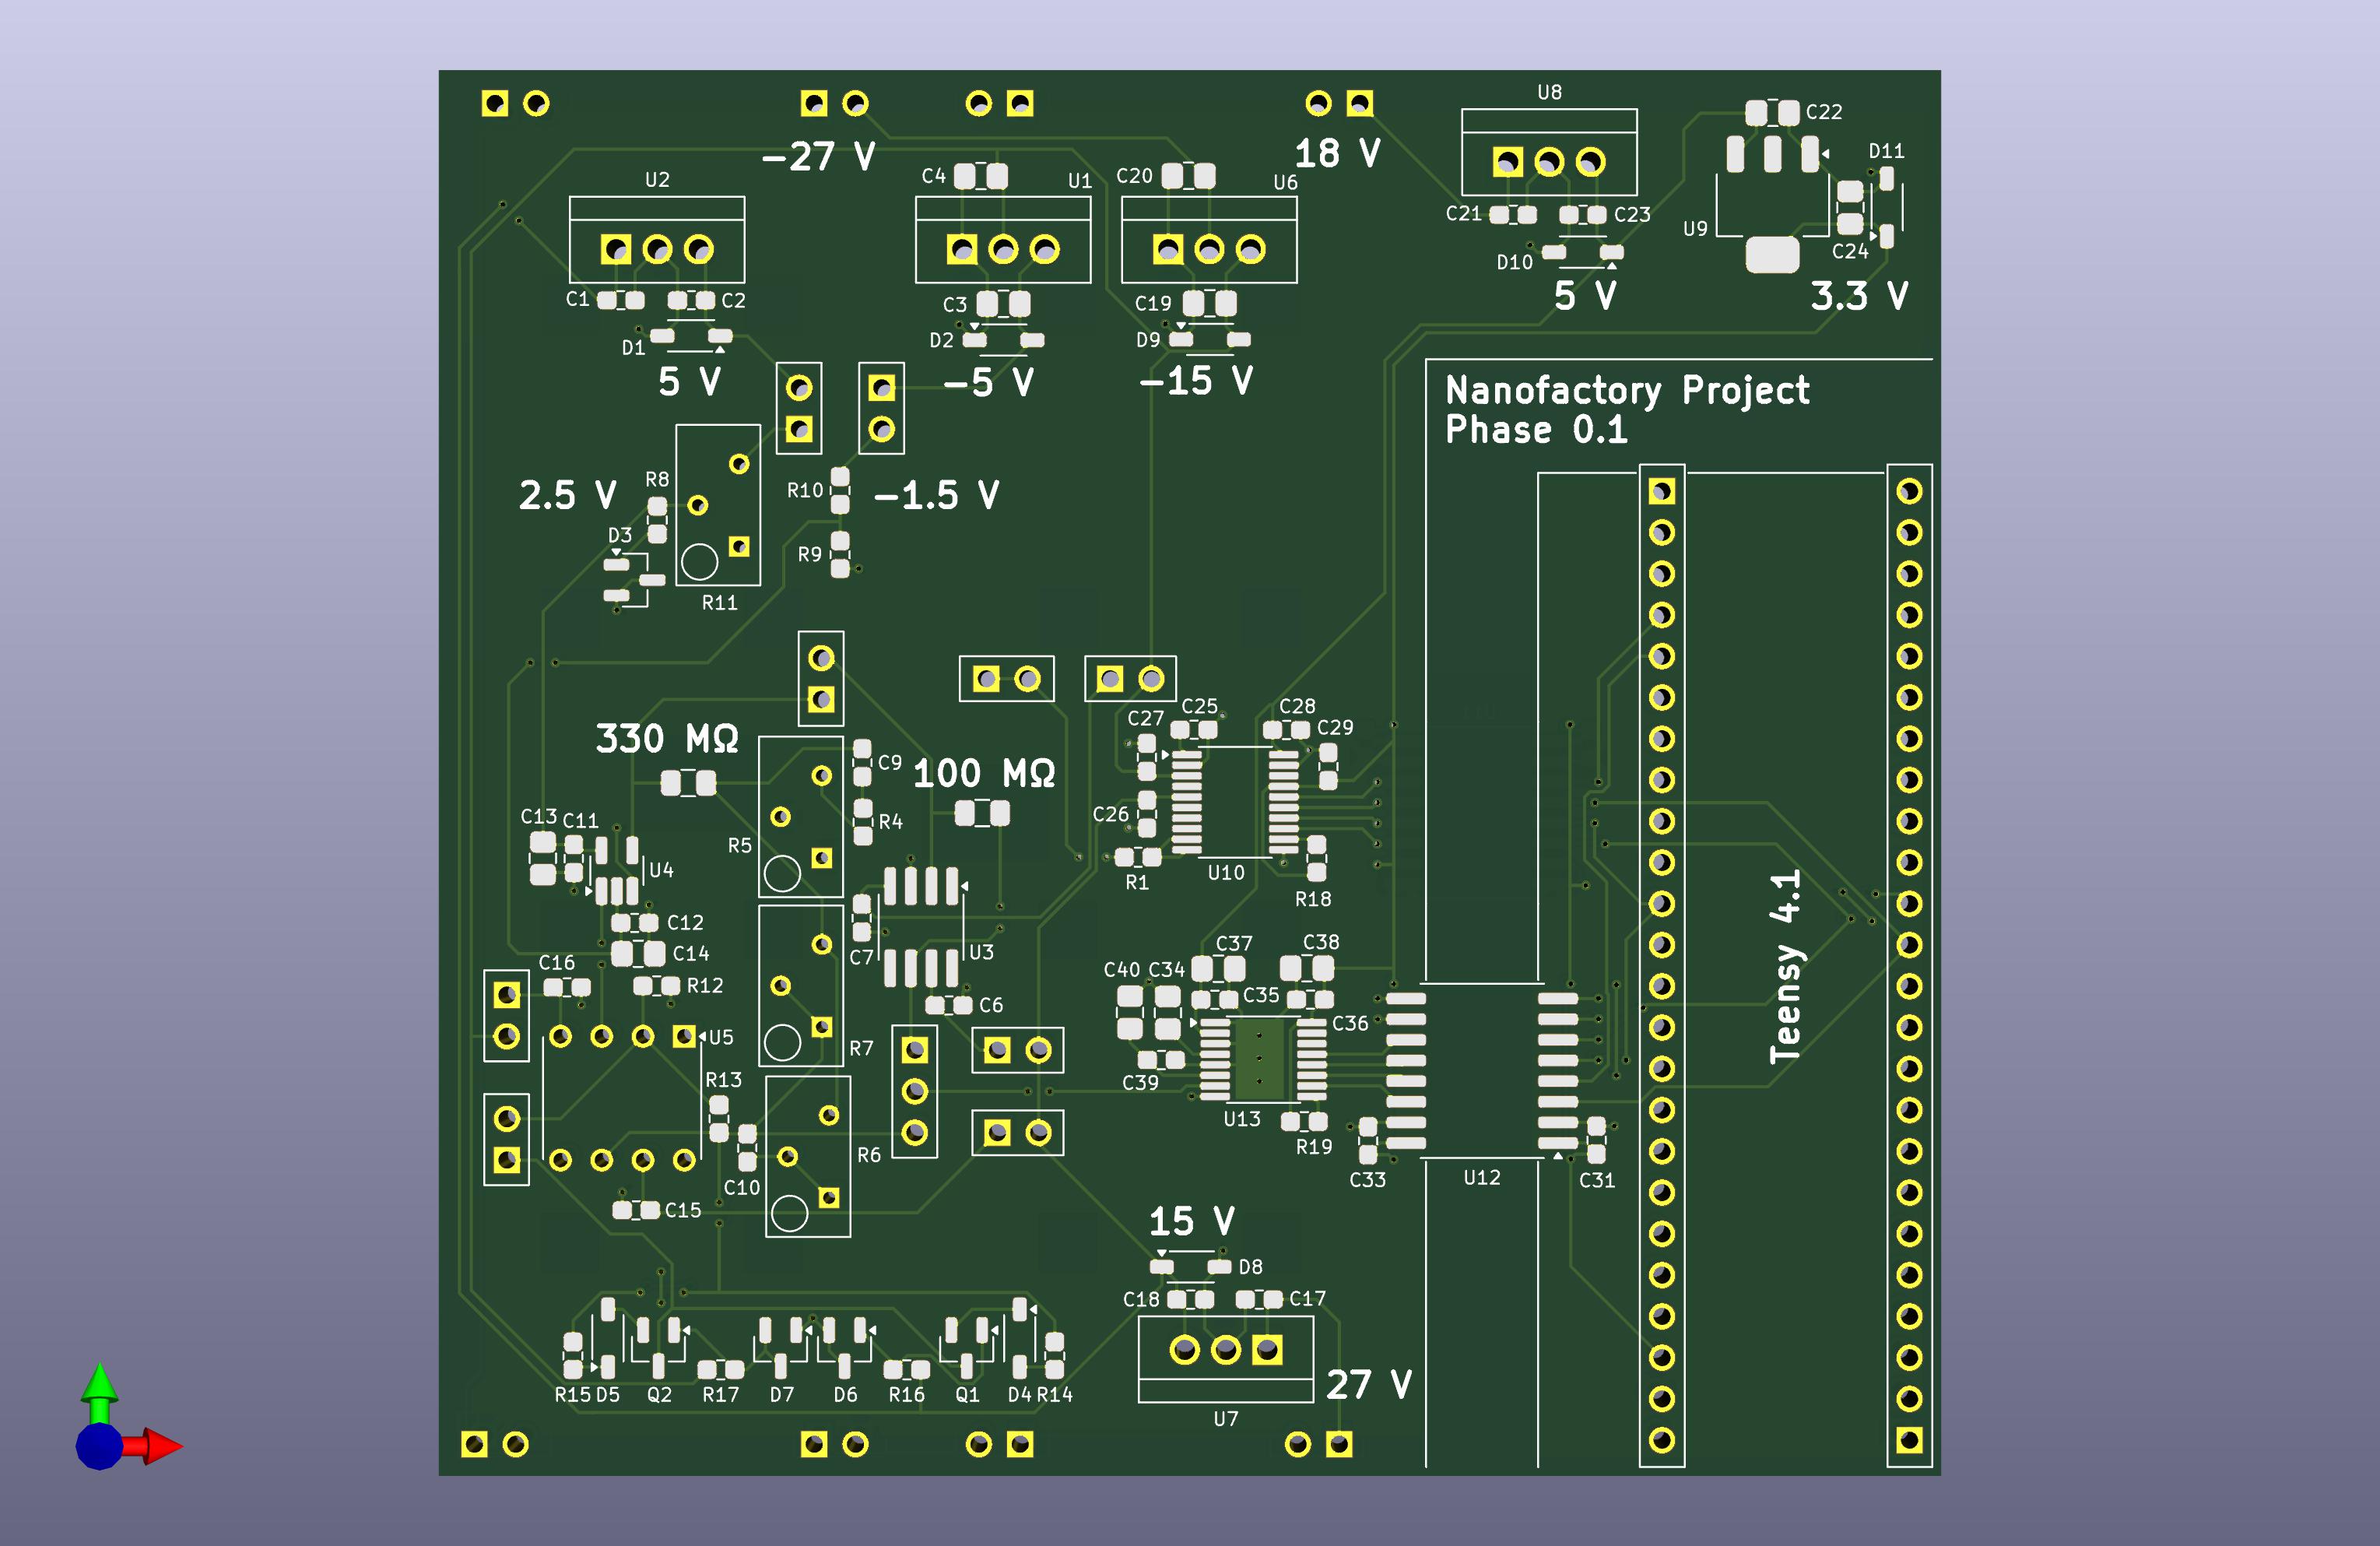 U8
C22
-27 V
18 V
D11
C4
U1
C20
U6
U2
C21
C23
U9
C24
D10
C1
C2
C3
C19
5 V
3.3 V
D1
D2
D9
5 V
-5 V
-15 V
Nanofactory Project
Phase 0.1
R8
2.5 V
R10
-1.5 V
D3
R9
R11
C25
C28
C27
C29
330 MΩ
C9
100 MΩ
C13
C11
R4
C26
R5
U4
R1
U10
R18
Teensy 4.1
C12
C14
C7
U3
C37
C38
C16
R12
C40
C34
C35
C6
C36
U5
R7
R13
C39
U13
R19
R6
C10
C33
U12
C31
C15
15 V
D8
C18
C17
R15
D5
Q2
R17
D7
D6
R16
Q1
D4
R14
27 V
U7